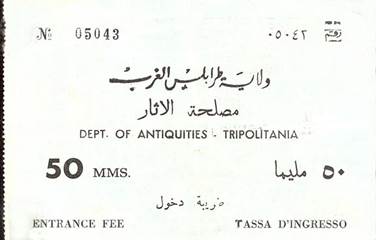 № 05043 ٠٥٠٤٣ رقم
ولاية طرابلس الغرب
مصلحة الاثار
DEPT. OF ANTIQUITIES - TRIPOLITANIA
50 MMS. ٥٠ مليما
ضريبة دخول
ENTRANCE FEE TASSA D'INGRESSO